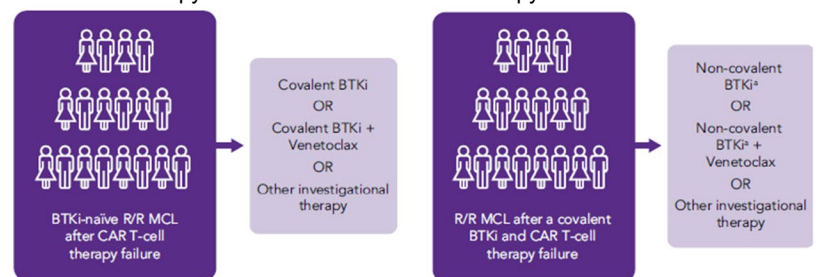 BTKi-naïve R/R MCL
after CAR T-cell
therapy failure
Covalent BTKi
OR
Covalent BTKi +
Venetoclax
OR
Other investigational
therapy
R/R MCL after a covalent
BTKi and CAR T-cell
therapy failure
Non-covalent
BTKiᵃ
OR
Non-covalent
BTKiᵃ +
Venetoclax
OR
Other investigational
therapy